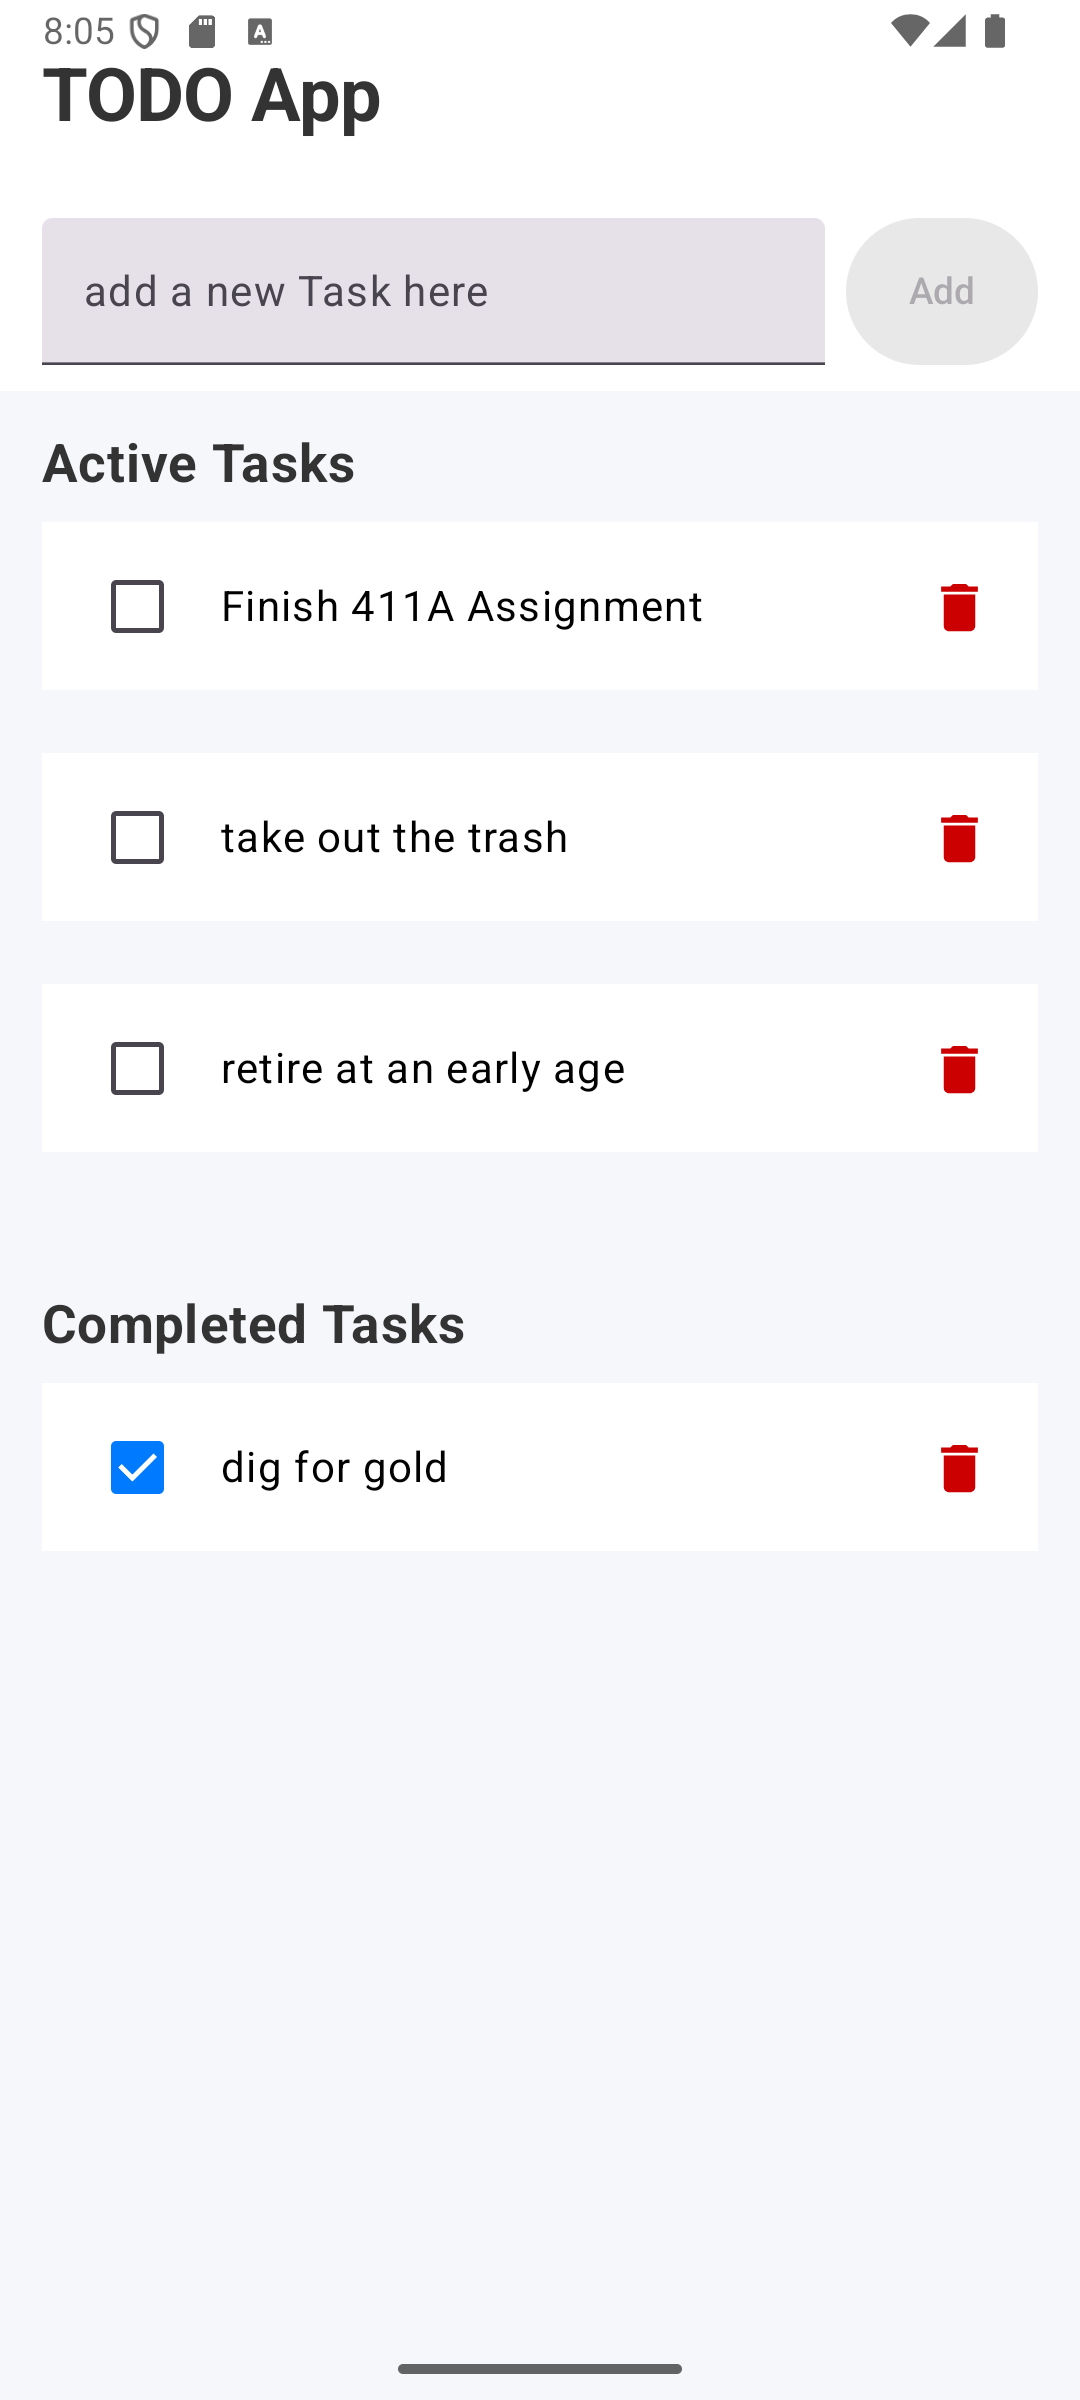 8:05
TODO App
add a new Task here
Add
Active Tasks
Finish 411A Assignment
take out the trash
retire at an early age
Completed Tasks
dig for gold